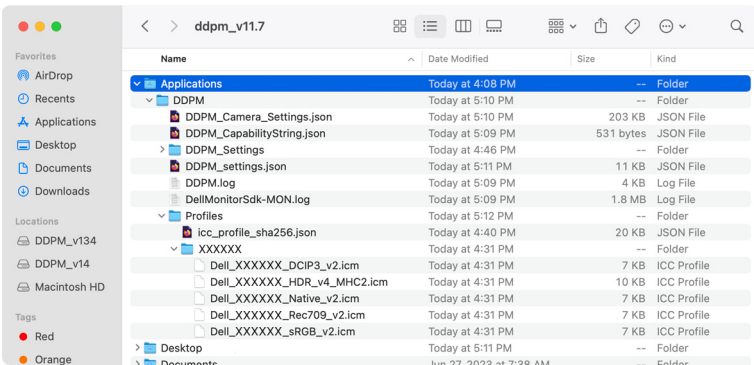 ddpm_v11.7
Favorites
AirDrop
Recents
Applications
Desktop
Documents
Downloads
Locations
DDPM_v134
DDPM_v14
Macintosh HD
Tags
Red
Orange
Name Date Modified Size Kind
Applications Today at 4:08 PM -- Folder
DDPM Today at 5:10 PM -- Folder
DDPM_Camera_Settings.json Today at 5:10 PM 203 KB JSON File
DDPM_CapabilityString.json Today at 5:09 PM 531 bytes JSON File
DDPM_Settings Today at 4:46 PM -- Folder
DDPM_settings.json Today at 5:11 PM 11 KB JSON File
DDPM.log Today at 5:09 PM 4 KB Log File
DellMonitorSdk-MON.log Today at 5:09 PM 1.8 MB Log File
Profiles Today at 5:12 PM -- Folder
icc_profile_sha256.json Today at 4:40 PM 20 KB JSON File
XXXXXX Today at 4:31 PM -- Folder
Dell_XXXXXX_DCIP3_v2.icm Today at 4:31 PM 7 KB ICC Profile
Dell_XXXXXX_HDR_v4_MHC2.icm Today at 4:31 PM 10 KB ICC Profile
Dell_XXXXXX_Native_v2.icm Today at 4:31 PM 7 KB ICC Profile
Dell_XXXXXX_Rec709_v2.icm Today at 4:31 PM 7 KB ICC Profile
Dell_XXXXXX_sRGB_v2.icm Today at 4:31 PM 7 KB ICC Profile
Desktop Today at 5:11 PM -- Folder
Documents Jun 27, 2023 at 7:38 AM -- Folder